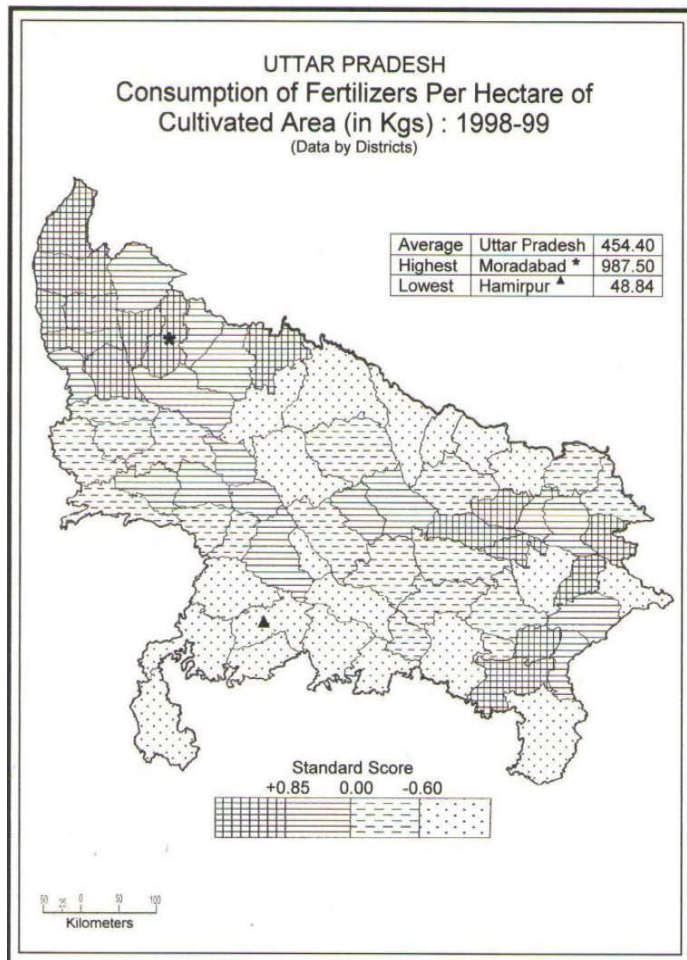 UTTAR PRADESH
Consumption of Fertilizers Per Hectare of
Cultivated Area (in Kgs) : 1998-99
(Data by Districts)
Average Uttar Pradesh 454.40
Highest Moradabad * 987.50
Lowest Hamirpur ▲ 48.84
*
▲
Standard Score
+0.85 0.00 -0.60
50 25 0 50 100
Kilometers